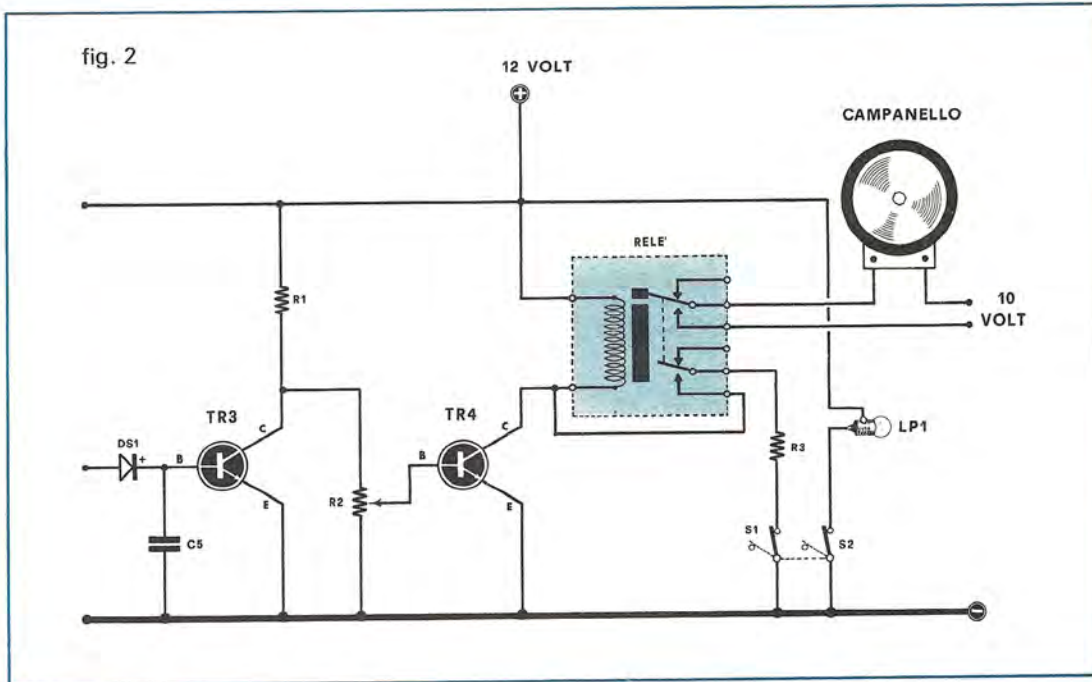 fig. 2
12 VOLT
+
CAMPANELLO
RELE'
R1
10
VOLT
TR3
C
TR4
C
LP1
DS1
+
B
B
R3
R2
E
E
S1
S2
C5
-